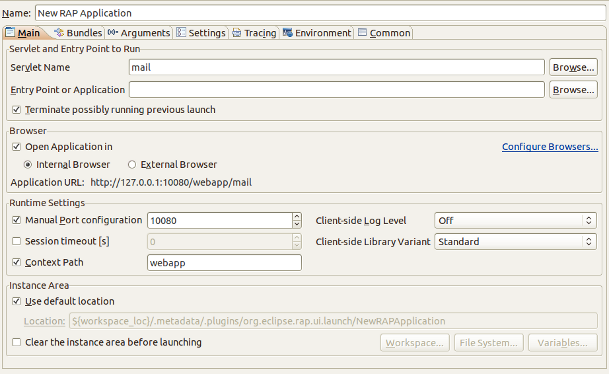 Name: New RAP Application
Main Bundles Arguments Settings Tracing Environment Common
Servlet and Entry Point to Run
Servlet Name mail Browse...
Entry Point or Application Browse...
Terminate possibly running previous launch
Browser
Open Application in Configure Browsers...
Internal Browser External Browser
Application URL: http://127.0.0.1:10080/webapp/mail
Runtime Settings
Manual Port configuration 10080 Client-side Log Level Off
Session timeout [s] 0 Client-side Library Variant Standard
Context Path webapp
Instance Area
Use default location
Location: ${workspace_loc}/.metadata/.plugins/org.eclipse.rap.ui.launch/NewRAPApplication
Clear the instance area before launching Workspace... File System... Variables...